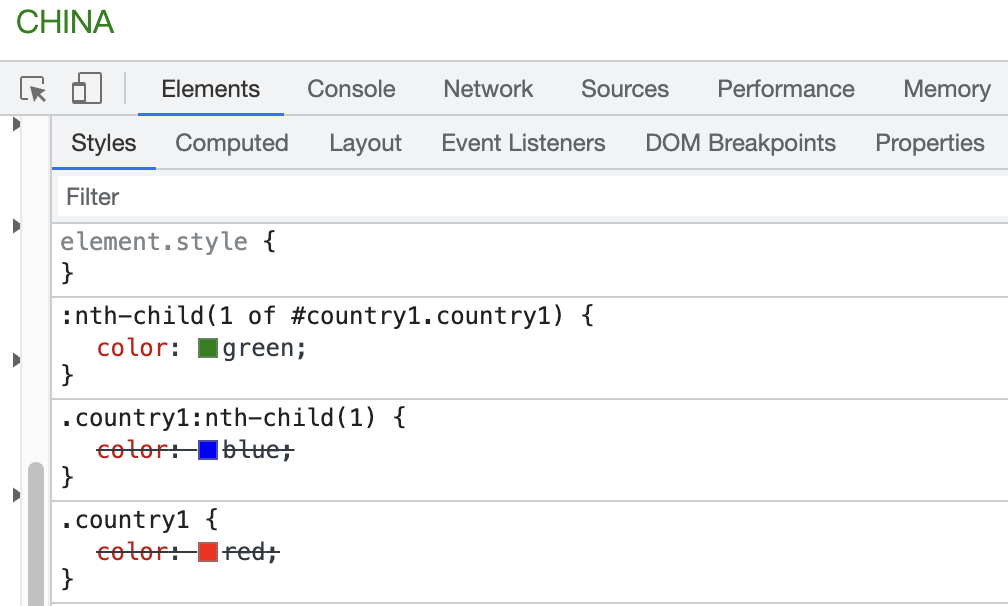 CHINA
Elements Console Network Sources Performance Memory
Styles Computed Layout Event Listeners DOM Breakpoints Properties
Filter
element.style {
}
:nth-child(1 of #country1.country1) {
color: green;
}
.country1:nth-child(1) {
color: blue;
}
.country1 {
color: red;
}